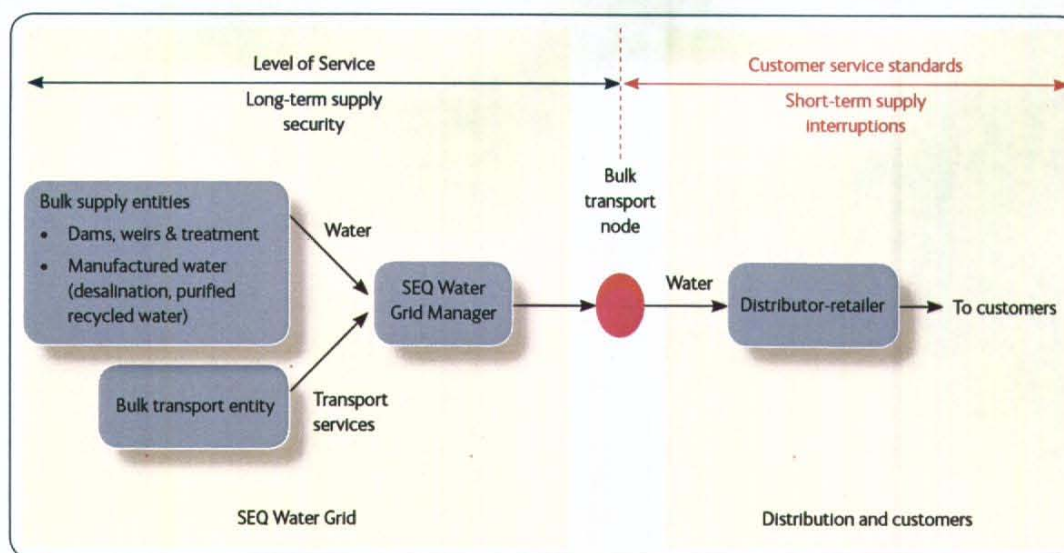 Level of Service
Long-term supply
security
Customer service standards
Short-term supply
interruptions
Bulk
transport
node
Bulk supply entities
• Dams, weirs & treatment
• Manufactured water
(desalination, purified
recycled water)
Water
SEQ Water
Grid Manager
Water
Distributor-retailer
To customers
Bulk transport entity
Transport
services
SEQ Water Grid
Distribution and customers